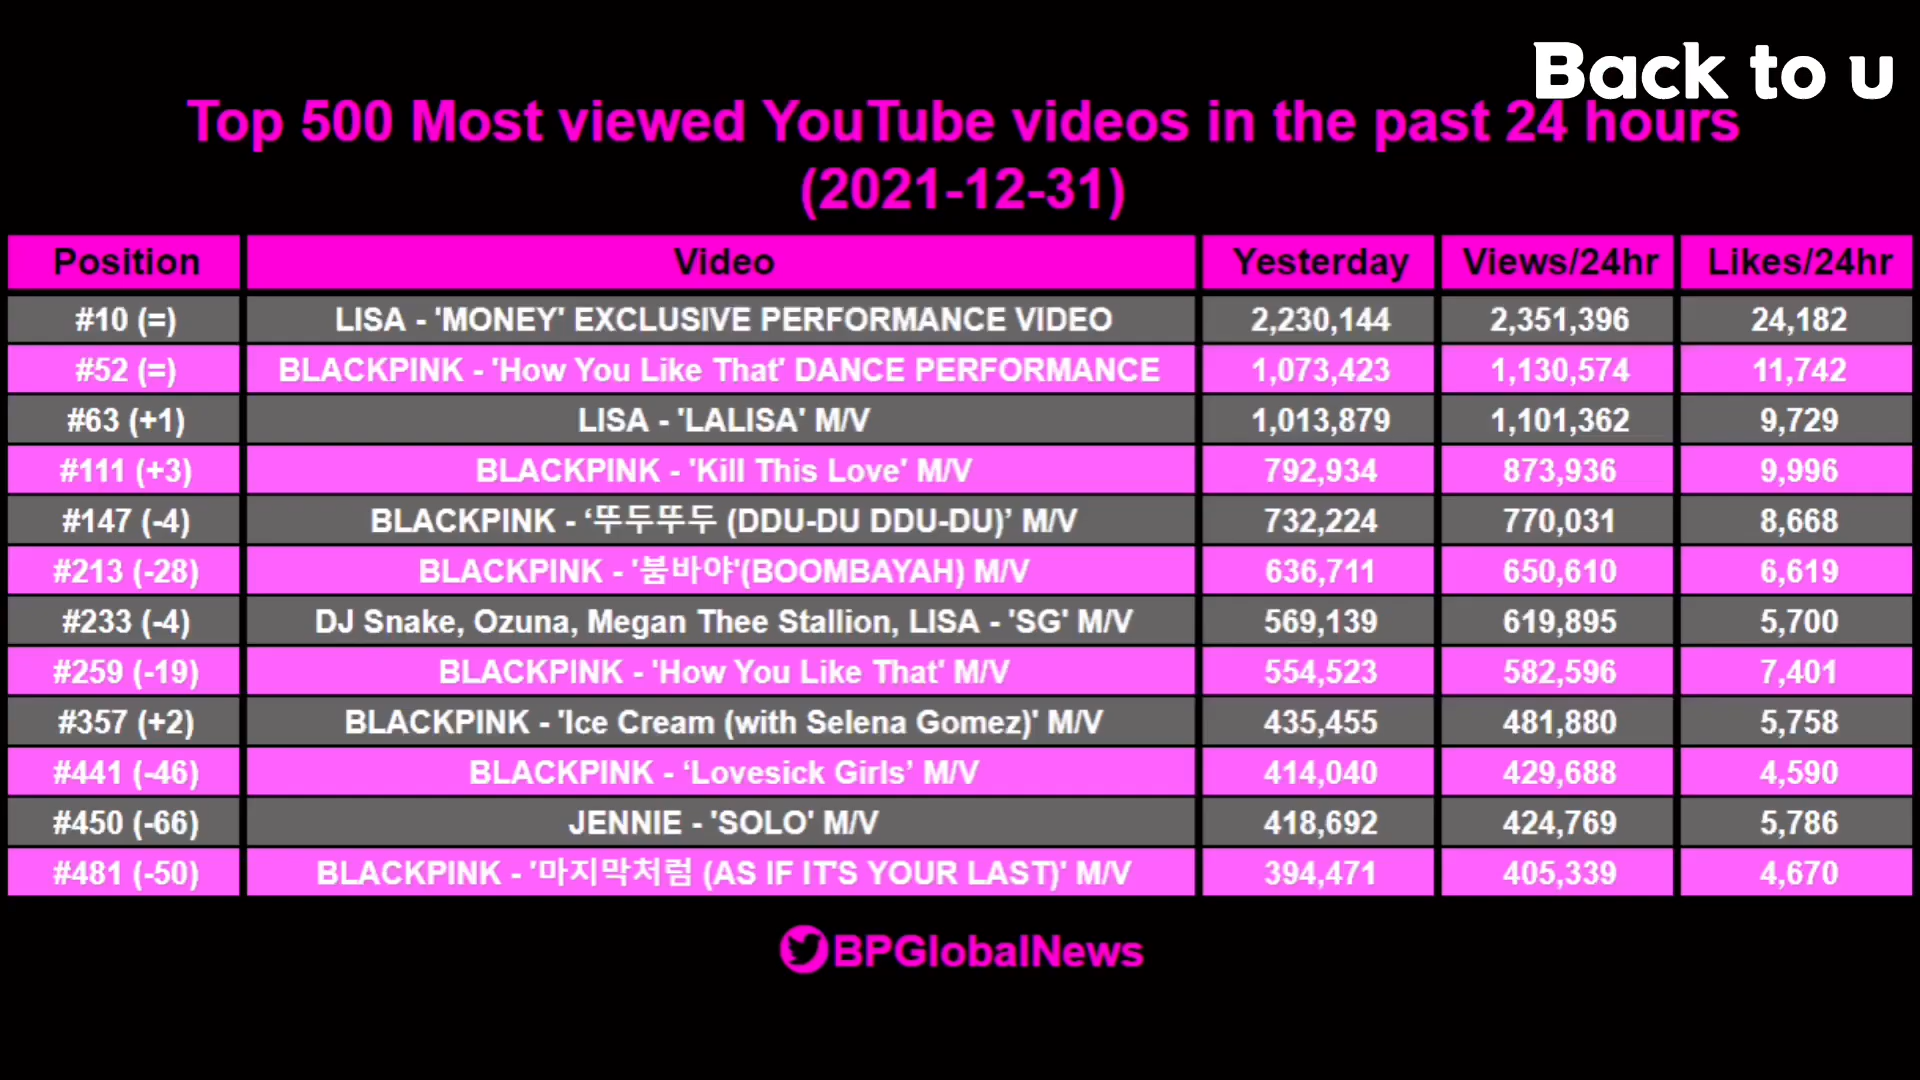 Back to u
Top 500 Most viewed YouTube videos in the past 24 hours
(2021-12-31)
Position Video Yesterday Views/24hr Likes/24hr
#10 (=) LISA - 'MONEY' EXCLUSIVE PERFORMANCE VIDEO 2,230,144 2,351,396 24,182
#52 (=) BLACKPINK - 'How You Like That' DANCE PERFORMANCE 1,073,423 1,130,574 11,742
#63 (+1) LISA - 'LALISA' M/V 1,013,879 1,101,362 9,729
#111 (+3) BLACKPINK - 'Kill This Love' M/V 792,934 873,936 9,996
#147 (-4) BLACKPINK - ‘뚜두뚜두 (DDU-DU DDU-DU)’ M/V 732,224 770,031 8,668
#213 (-28) BLACKPINK - '붐바야'(BOOMBAYAH) M/V 636,711 650,610 6,619
#233 (-4) DJ Snake, Ozuna, Megan Thee Stallion, LISA - 'SG' M/V 569,139 619,895 5,700
#259 (-19) BLACKPINK - 'How You Like That' M/V 554,523 582,596 7,401
#357 (+2) BLACKPINK - 'Ice Cream (with Selena Gomez)' M/V 435,455 481,880 5,758
#441 (-46) BLACKPINK - ‘Lovesick Girls’ M/V 414,040 429,688 4,590
#450 (-66) JENNIE - 'SOLO' M/V 418,692 424,769 5,786
#481 (-50) BLACKPINK - '마지막처럼 (AS IF IT'S YOUR LAST)' M/V 394,471 405,339 4,670
BPGlobalNews